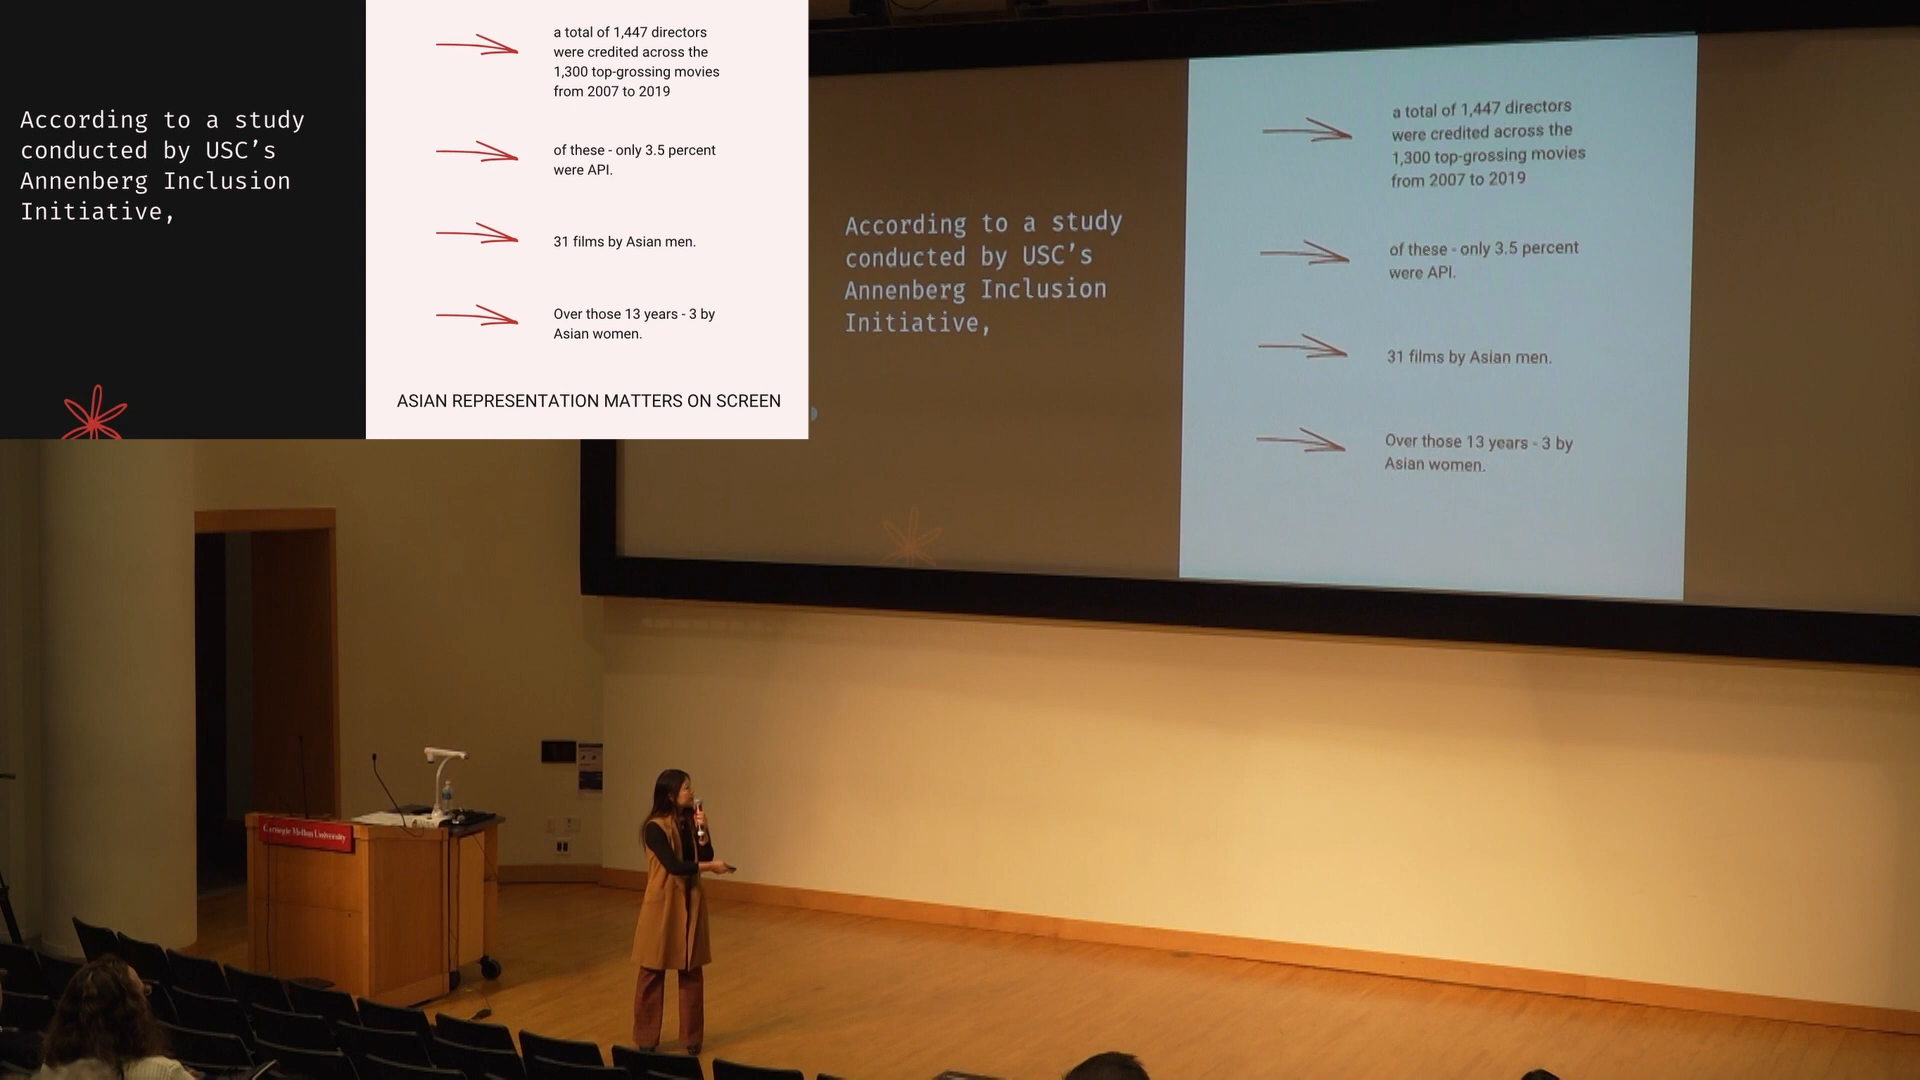 According to a study
conducted by USC’s
Annenberg Inclusion
Initiative,
a total of 1,447 directors
were credited across the
1,300 top-grossing movies
from 2007 to 2019
of these - only 3.5 percent
were API.
31 films by Asian men.
Over those 13 years - 3 by
Asian women.
ASIAN REPRESENTATION MATTERS ON SCREEN
According to a study
conducted by USC’s
Annenberg Inclusion
Initiative,
a total of 1,447 directors
were credited across the
1,300 top-grossing movies
from 2007 to 2019
of these - only 3.5 percent
were API.
31 films by Asian men.
Over those 13 years - 3 by
Asian women.
Carnegie Mellon University